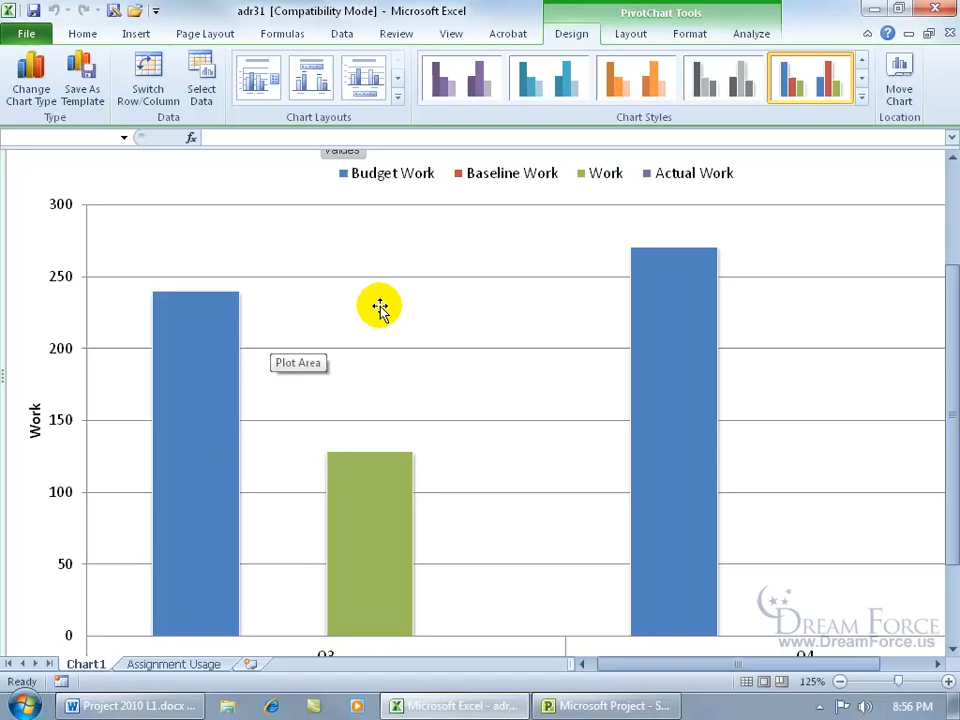 adr31 [Compatibility Mode] - Microsoft Excel
PivotChart Tools
File Home Insert Page Layout Formulas Data Review View Acrobat Design Layout Format Analyze
Change Chart Type
Save As Template
Switch Row/Column
Select Data
Move Chart
Type Data Chart Layouts Chart Styles Location
fx
Values
Budget Work Baseline Work Work Actual Work
300
250
200
150
100
50
0
Work
Plot Area
Q3 Q4
DREAM FORCE
www.DreamForce.us
Chart1 Assignment Usage
Ready 125%
Project 2010 L1.docx ... Microsoft Excel - adr... Microsoft Project - S... 8:56 PM